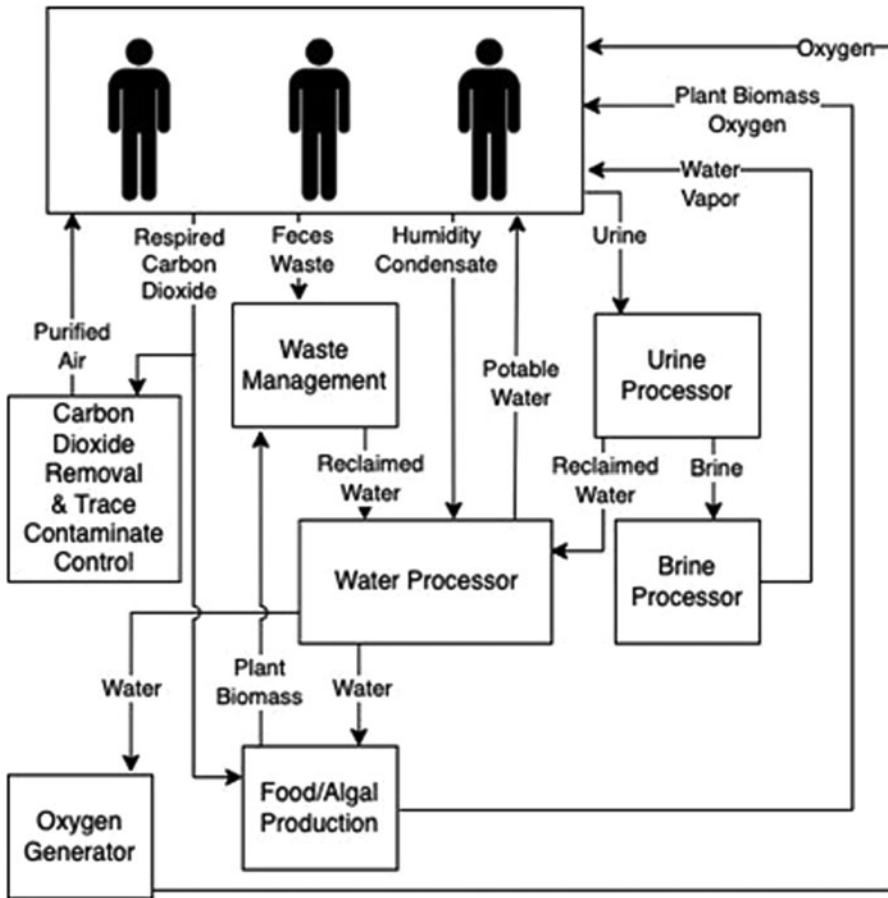 Oxygen
Plant Biomass
Oxygen
Water
Vapor
Respired
Carbon
Dioxide
Feces
Waste
Humidity
Condensate
Urine
Purified
Air
Waste
Management
Potable
Water
Urine
Processor
Carbon
Dioxide
Removal
& Trace
Contaminate
Control
Reclaimed
Water
Reclaimed
Water
Brine
Water Processor
Brine
Processor
Water
Plant
Biomass
Water
Oxygen
Generator
Food/Algal
Production